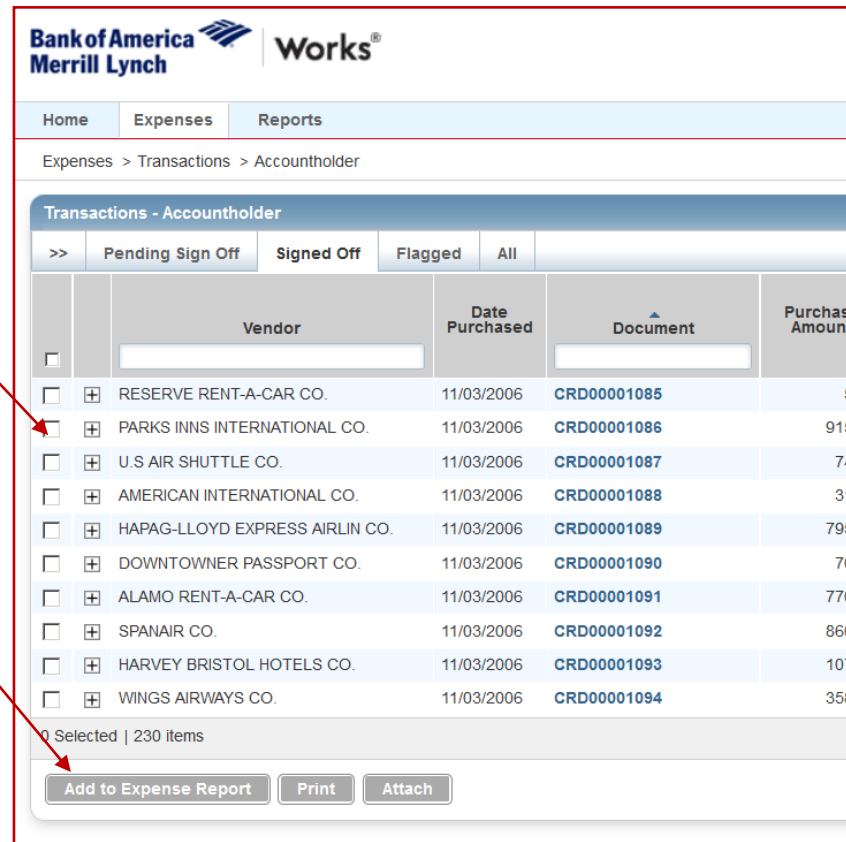 Bank of America
Merrill Lynch
Works®
Home Expenses Reports
Expenses > Transactions > Accountholder
Transactions - Accountholder
>> Pending Sign Off Signed Off Flagged All
Vendor Date Purchased Document
RESERVE RENT-A-CAR CO. 11/03/2006 CRD00001085
PARKS INNS INTERNATIONAL CO. 11/03/2006 CRD00001086 915
U.S AIR SHUTTLE CO. 11/03/2006 CRD00001087 74
AMERICAN INTERNATIONAL CO. 11/03/2006 CRD00001088
HAPAG-LLOYD EXPRESS AIRLIN CO. 11/03/2006 CRD00001089 795
DOWNTOWNER PASSPORT CO. 11/03/2006 CRD00001090
ALAMO RENT-A-CAR CO. 11/03/2006 CRD00001091
SPANAIR CO. 11/03/2006 CRD00001092
HARVEY BRISTOL HOTELS CO. 11/03/2006 CRD00001093
WINGS AIRWAYS CO. 11/03/2006 CRD00001094
0 Selected | 230 items
Add to Expense Report Print Attach